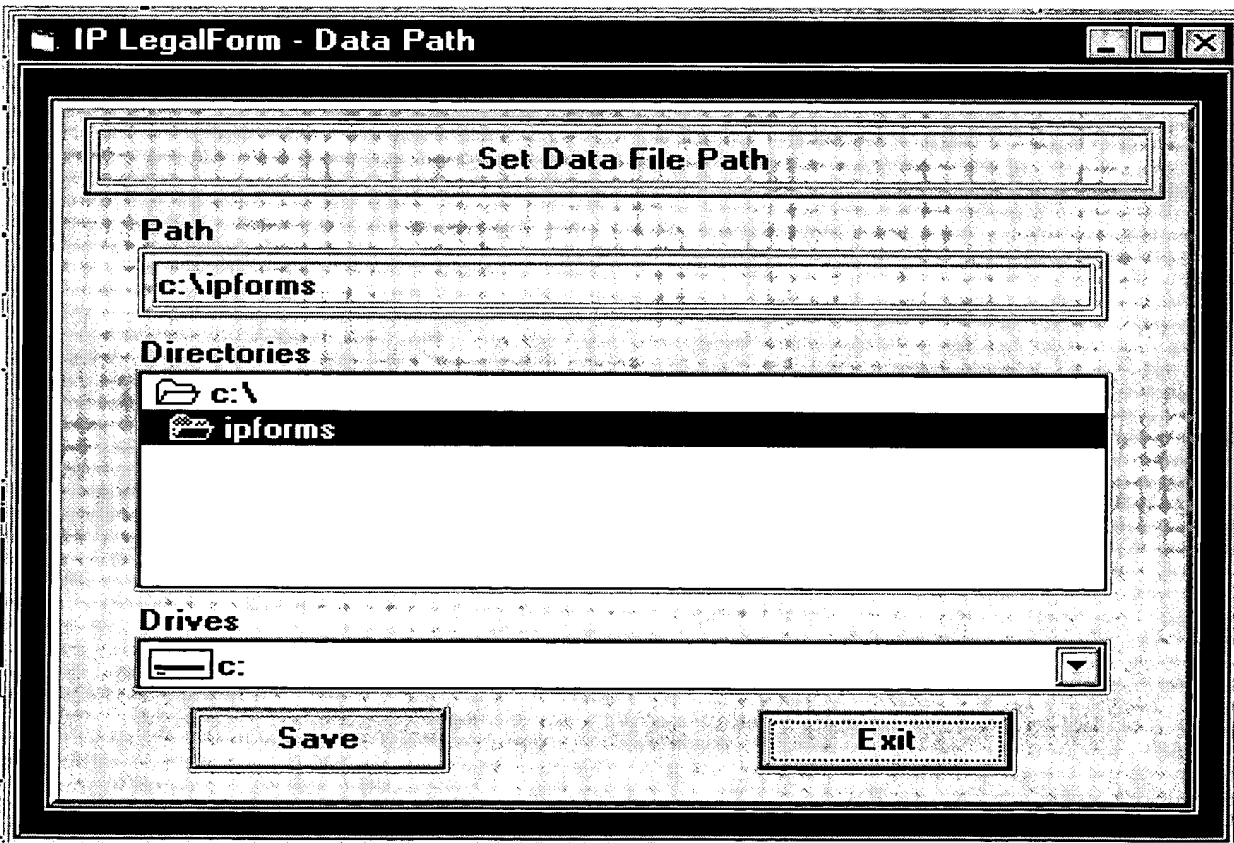 IP LegalForm - Data Path
Set Data File Path
Path
c:\ipforms
Directories
c:\
ipforms
Drives
c:
Save
Exit